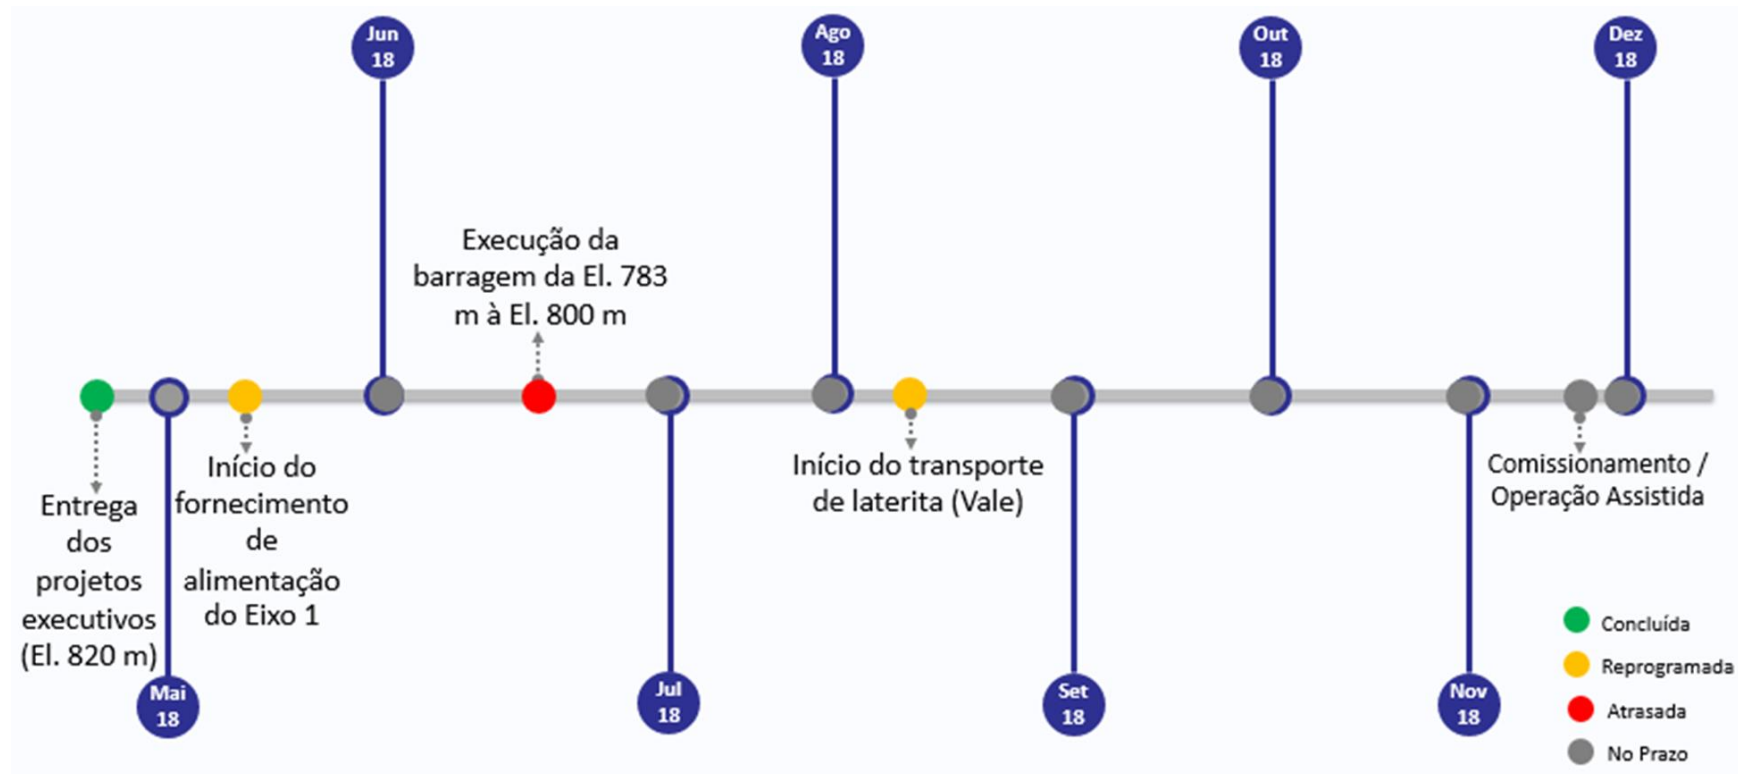 Jun
18
Ago
18
Out
18
Dez
18
Execução da
barragem da El. 783
m à El. 800 m
Entrega
dos
projetos
executivos
(El. 820 m)
Início do
fornecimento
de
alimentação
do Eixo 1
Início do transporte
de laterita (Vale)
Comissionamento /
Operação Assistida
Mai
18
Jul
18
Set
18
Nov
18
Concluída
Reprogramada
Atrasada
No Prazo